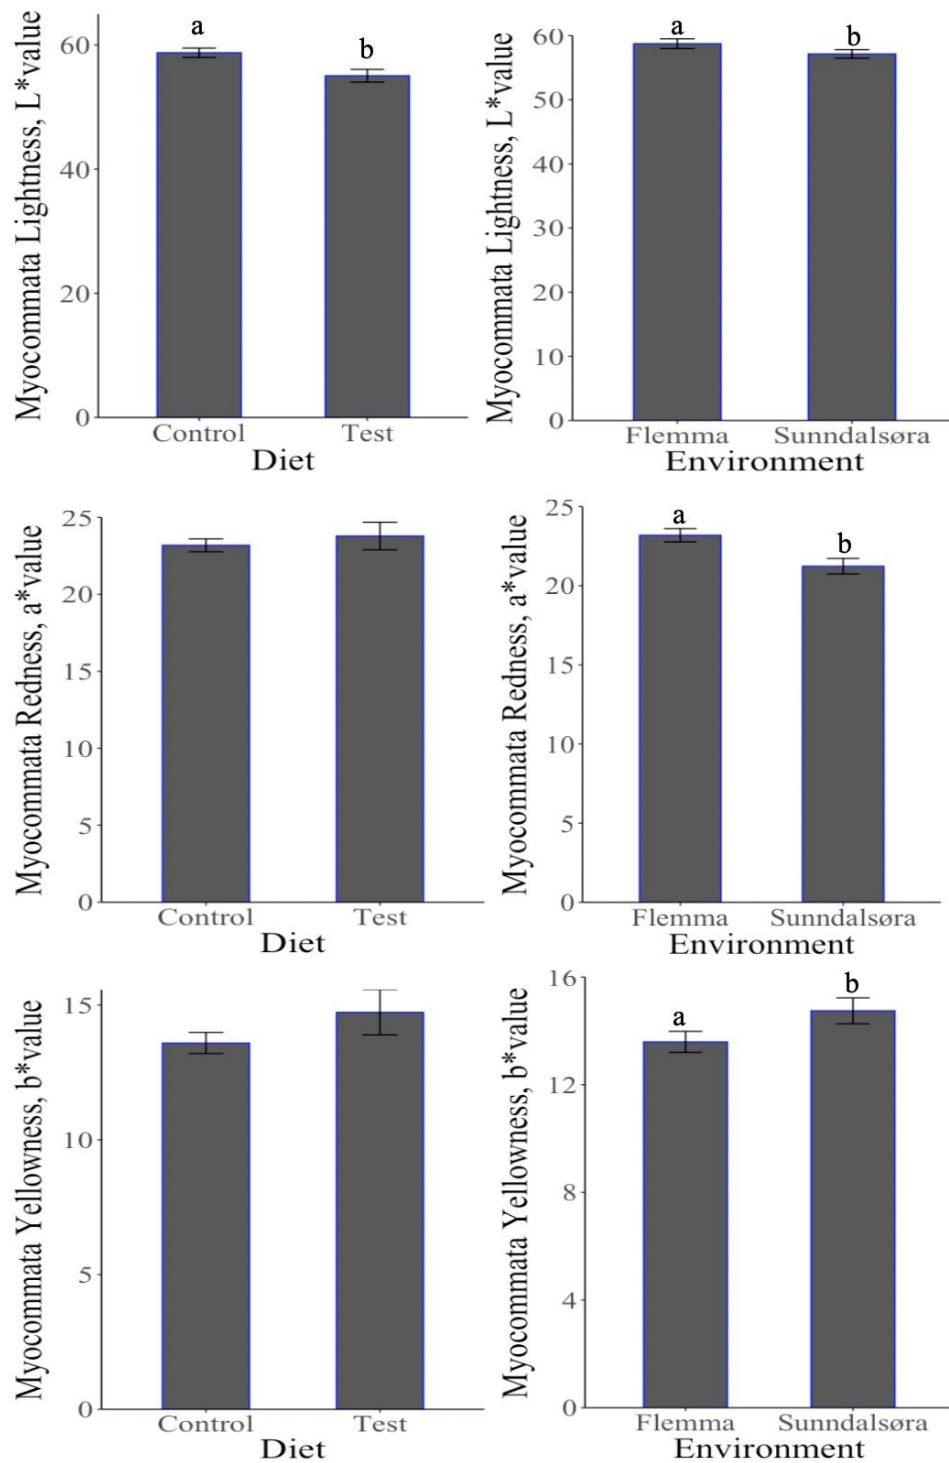 Myocommata Lightness, L*value
60
40
20
0
a
b
Control Test
Diet
Myocommata Lightness, L*value
60
50
40
30
20
10
0
a
b
Flemma Sunndalsøra
Environment
Myocommata Redness, a*value
25
20
15
10
5
0
Control Test
Diet
Myocommata Redness, a*value
25
20
15
10
5
0
a
b
Flemma Sunndalsøra
Environment
Myocommata Yellowness, b*value
15
10
5
0
Control Test
Diet
Myocommata Yellowness, b*value
16
12
8
4
0
a
b
Flemma Sunndalsøra
Environment